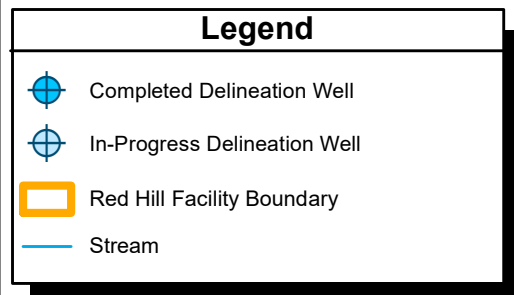 Legend
Completed Delineation Well
In-Progress Delineation Well
Red Hill Facility Boundary
Stream